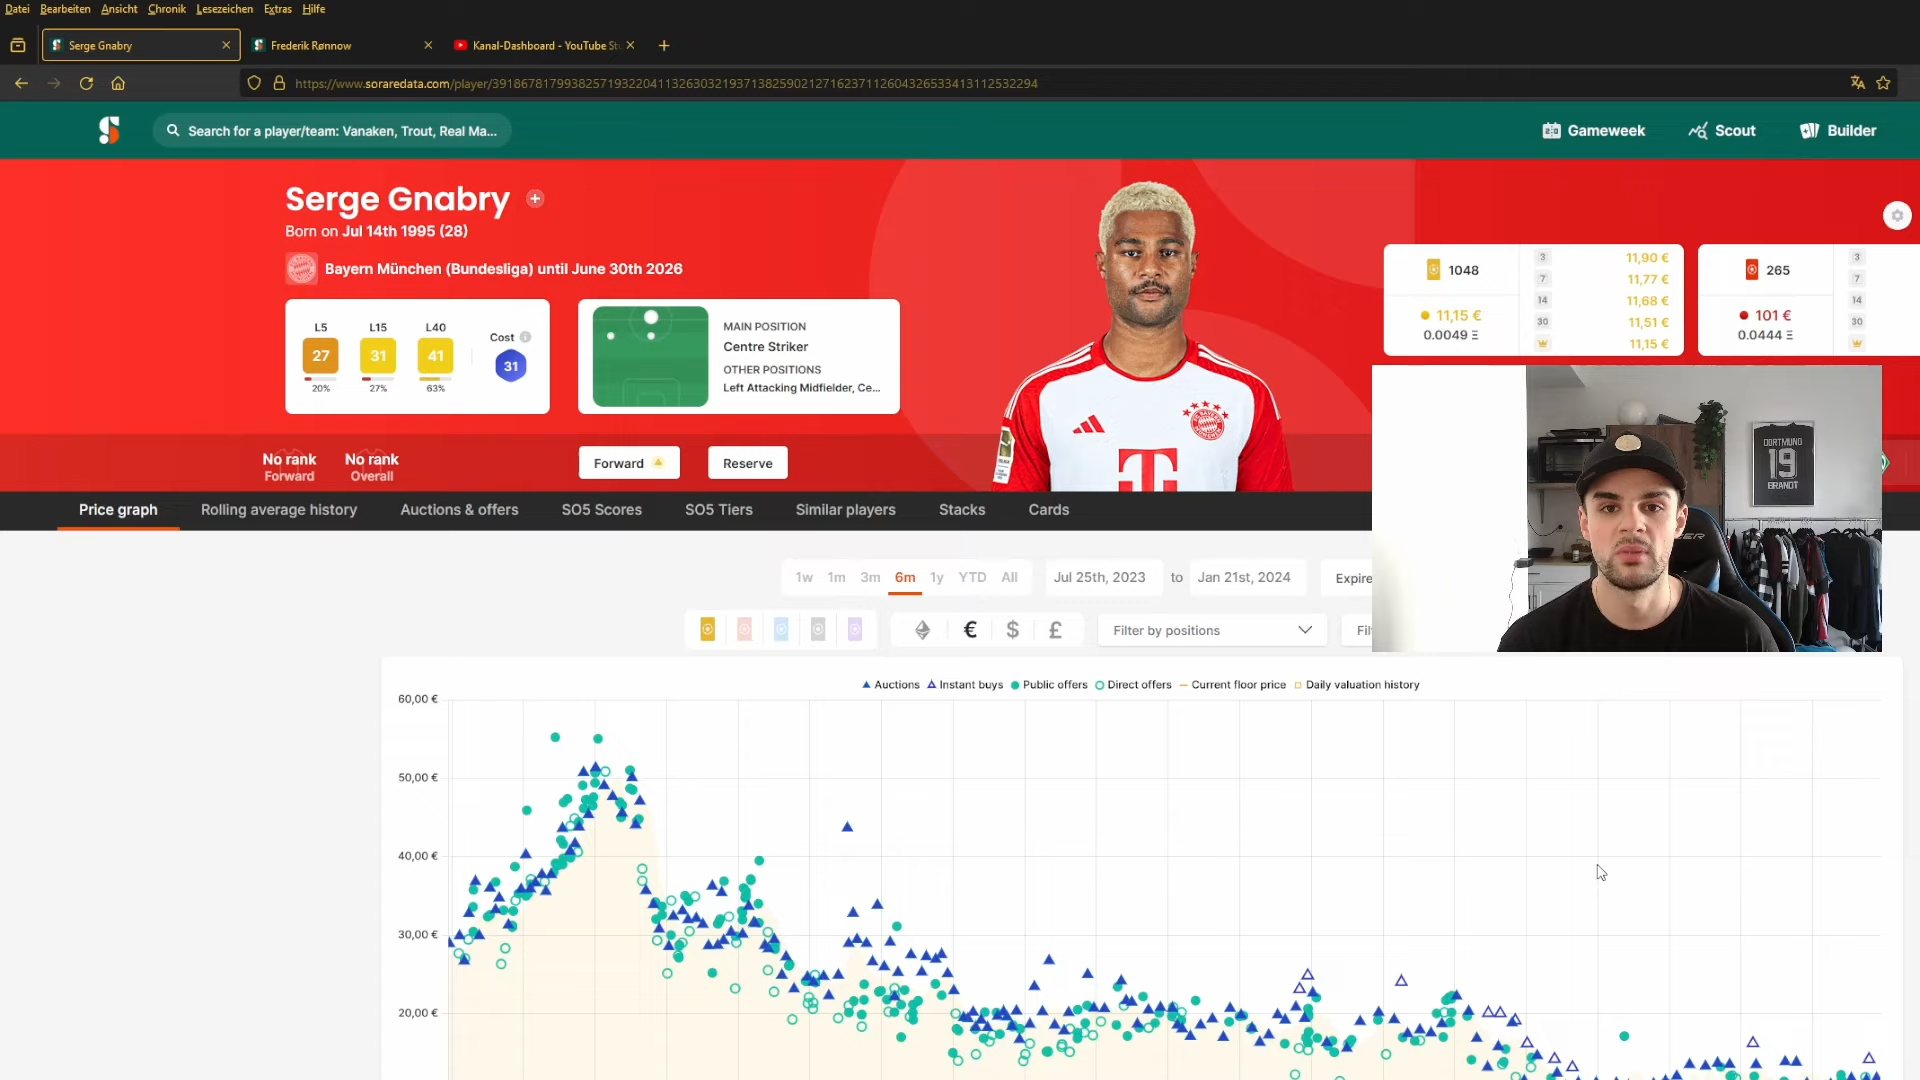 Datei Bearbeiten Ansicht Chronik Lesezeichen Extras Hilfe
Serge Gnabry
Frederik Rønnow
Kanal-Dashboard - YouTube Stu
https://www.soraredata.com/player/39186781799382571932204113263032193713825902127162371126043265334131125 32294
Search for a player/team: Vanaken, Trout, Real Ma...
Gameweek
Scout
Builder
Serge Gnabry
Born on Jul 14th 1995 (28)
Bayern München (Bundesliga) until June 30th 2026
L5 L15 L40 Cost
27 31 41 31
20% 27% 63%
MAIN POSITION
Centre Striker
OTHER POSITIONS
Left Attacking Midfielder, Ce...
1048
11,15 €
0.0049 Ξ
3 11,90 €
7 11,77 €
14 11,68 €
30 11,51 €
11,15 €
265
101 €
0.0444 Ξ
3
7
14
30
DORTMUND
19
BRANDT
No rank
Forward
No rank
Overall
Forward
Reserve
Price graph
Rolling average history
Auctions & offers
SO5 Scores
SO5 Tiers
Similar players
Stacks
Cards
1w 1m 3m 6m 1y YTD All
Jul 25th, 2023 to Jan 21st, 2024
Expire
€ $ £
Filter by positions
Fil
Auctions Instant buys Public offers Direct offers Current floor price Daily valuation history
60,00 €
50,00 €
40,00 €
30,00 €
20,00 €